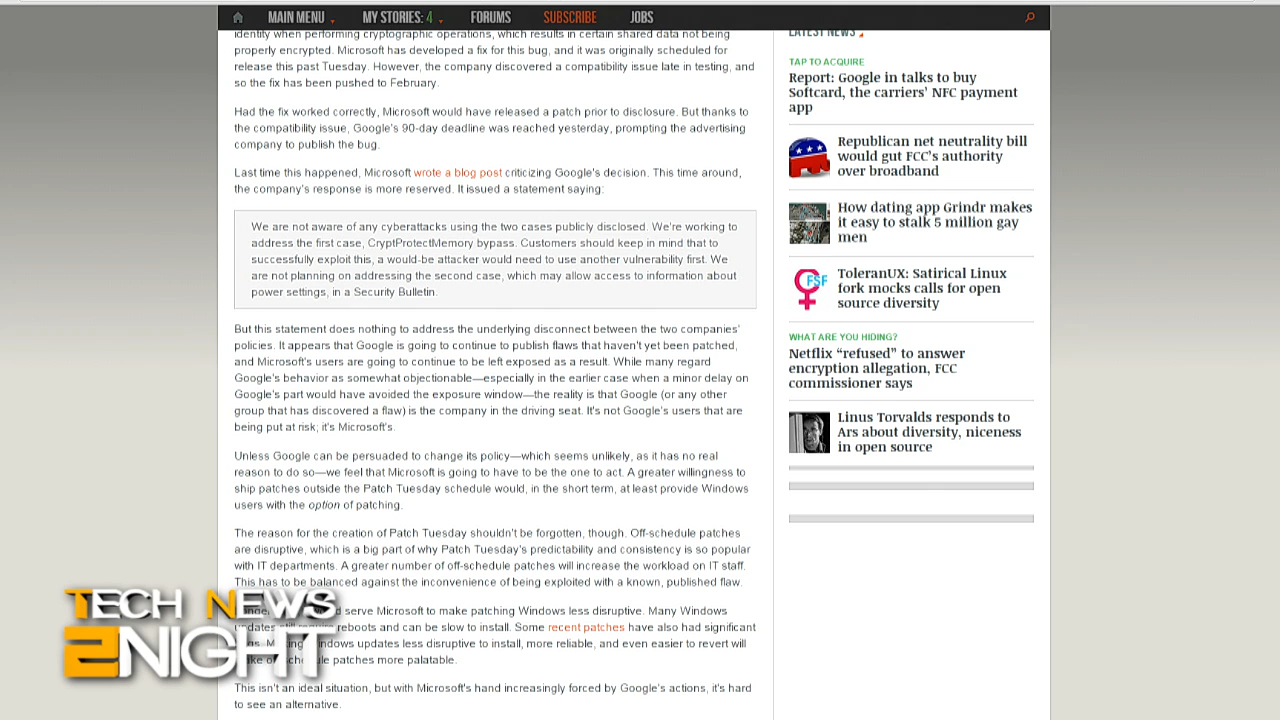 MAIN MENU
MY STORIES: 4
FORUMS
SUBSCRIBE
JOBS
identity when performing cryptographic operations, which results in certain shared data not being
properly encrypted. Microsoft has developed a fix for this bug, and it was originally scheduled for
release this past Tuesday. However, the company discovered a compatibility issue late in testing, and
so the fix has been pushed to February.
Had the fix worked correctly, Microsoft would have released a patch prior to disclosure. But thanks to
the compatibility issue, Google's 90-day deadline was reached yesterday, prompting the advertising
company to publish the bug.
Last time this happened, Microsoft wrote a blog post criticizing Google's decision. This time around,
the company's response is more reserved. It issued a statement saying:
We are not aware of any cyberattacks using the two cases publicly disclosed. We're working to
address the first case, CryptProtectMemory bypass. Customers should keep in mind that to
successfully exploit this, a would-be attacker would need to use another vulnerability first. We
are not planning on addressing the second case, which may allow access to information about
power settings, in a Security Bulletin.
But this statement does nothing to address the underlying disconnect between the two companies'
policies. It appears that Google is going to continue to publish flaws that haven't yet been patched,
and Microsoft's users are going to continue to be left exposed as a result. While many regard
Google's behavior as somewhat objectionable—especially in the earlier case when a minor delay on
Google's part would have avoided the exposure window—the reality is that Google (or any other
group that has discovered a flaw) is the company in the driving seat. It's not Google's users that are
being put at risk; it's Microsoft's.
Unless Google can be persuaded to change its policy—which seems unlikely, as it has no real
reason to do so—we feel that Microsoft is going to have to be the one to act. A greater willingness to
ship patches outside the Patch Tuesday schedule would, in the short term, at least provide Windows
users with the option of patching.
The reason for the creation of Patch Tuesday shouldn't be forgotten, though. Off-schedule patches
are disruptive, which is a big part of why Patch Tuesday's predictability and consistency is so popular
with IT departments. A greater number of off-schedule patches will increase the workload on IT staff.
This has to be balanced against the inconvenience of being exploited with a known, published flaw.
serve Microsoft to make patching Windows less disruptive. Many Windows
reboots and can be slow to install. Some recent patches have also had significant
Windows updates less disruptive to install, more reliable, and even easier to revert will
patches more palatable.
This isn't an ideal situation, but with Microsoft's hand increasingly forced by Google's actions, it's hard
to see an alternative.
LATEST NEWS
TAP TO ACQUIRE
Report: Google in talks to buy
Softcard, the carriers' NFC payment
app
Republican net neutrality bill
would gut FCC's authority
over broadband
How dating app Grindr makes
it easy to stalk 5 million gay
men
FSF
ToleranUX: Satirical Linux
fork mocks calls for open
source diversity
WHAT ARE YOU HIDING?
Netflix “refused” to answer
encryption allegation, FCC
commissioner says
Linus Torvalds responds to
Ars about diversity, niceness
in open source
TECH NEWS
2NIGHT